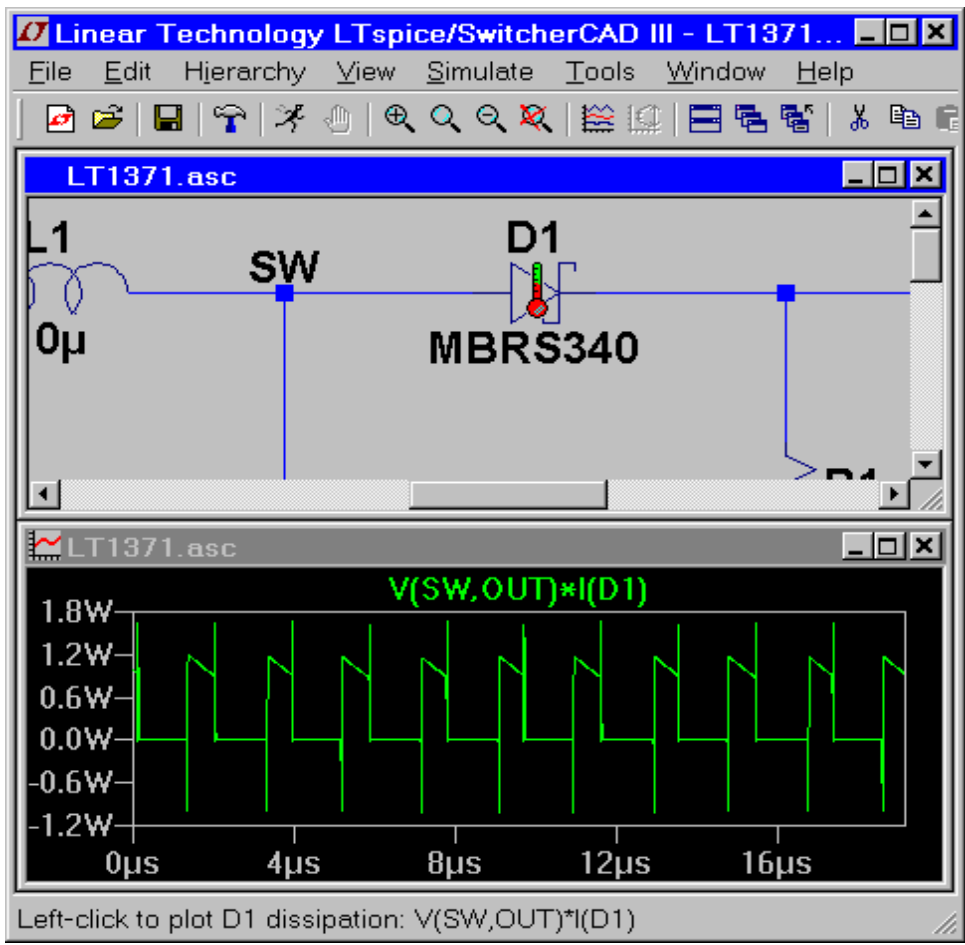 Linear Technology LTspice/SwitcherCAD III - LT1371...
File Edit Hierarchy View Simulate Tools Window Help
LT1371.asc
L1
SW
D1
0µ
MBRS340
LT1371.asc
V(SW,OUT)*I(D1)
1.8W
1.2W
0.6W
0.0W
-0.6W
-1.2W
0µs 4µs 8µs 12µs 16µs
Left-click to plot D1 dissipation: V(SW,OUT)*I(D1)